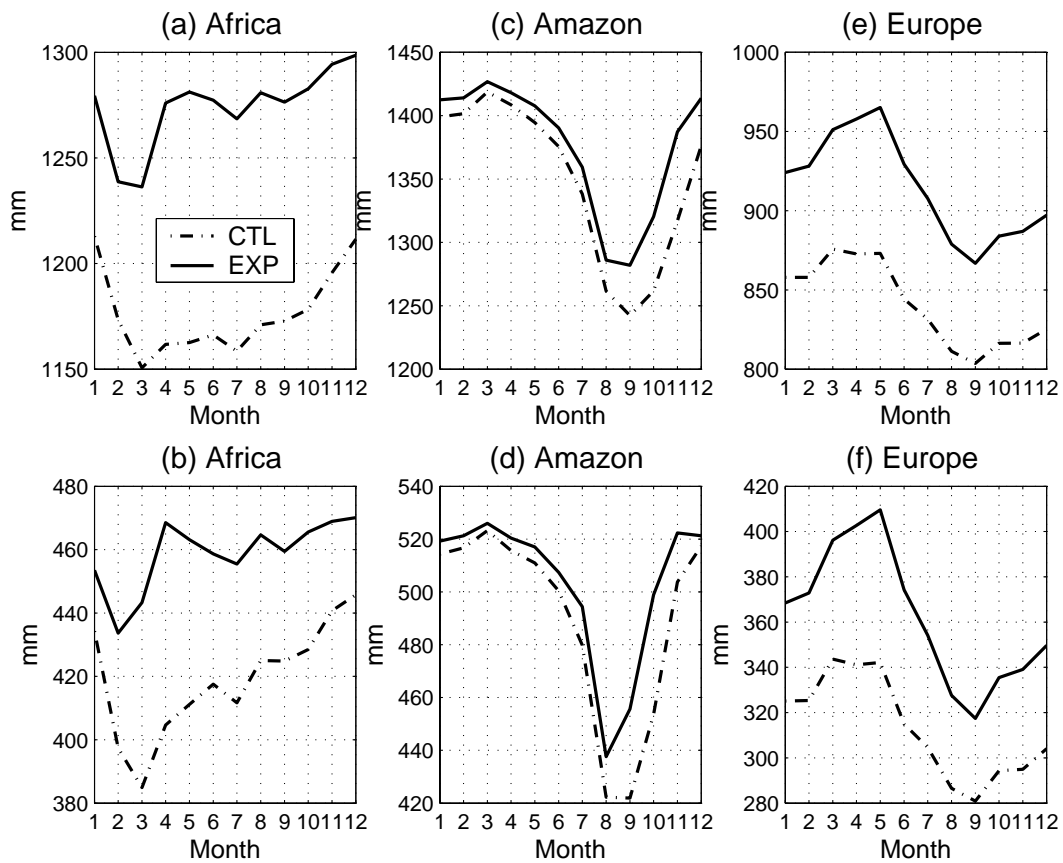 (a) Africa
(c) Amazon
(e) Europe
1300
1250
1200
1150
mm
CTL
EXP
1 2 3 4 5 6 7 8 9 10 11 12
Month
1450
1400
1350
1300
1250
1200
mm
1 2 3 4 5 6 7 8 9 10 11 12
Month
1000
950
900
850
800
mm
1 2 3 4 5 6 7 8 9 10 11 12
Month
(b) Africa
(d) Amazon
(f) Europe
480
460
440
420
400
380
mm
1 2 3 4 5 6 7 8 9 10 11 12
Month
540
520
500
480
460
440
420
mm
1 2 3 4 5 6 7 8 9 10 11 12
Month
420
400
380
360
340
320
300
280
mm
1 2 3 4 5 6 7 8 9 10 11 12
Month